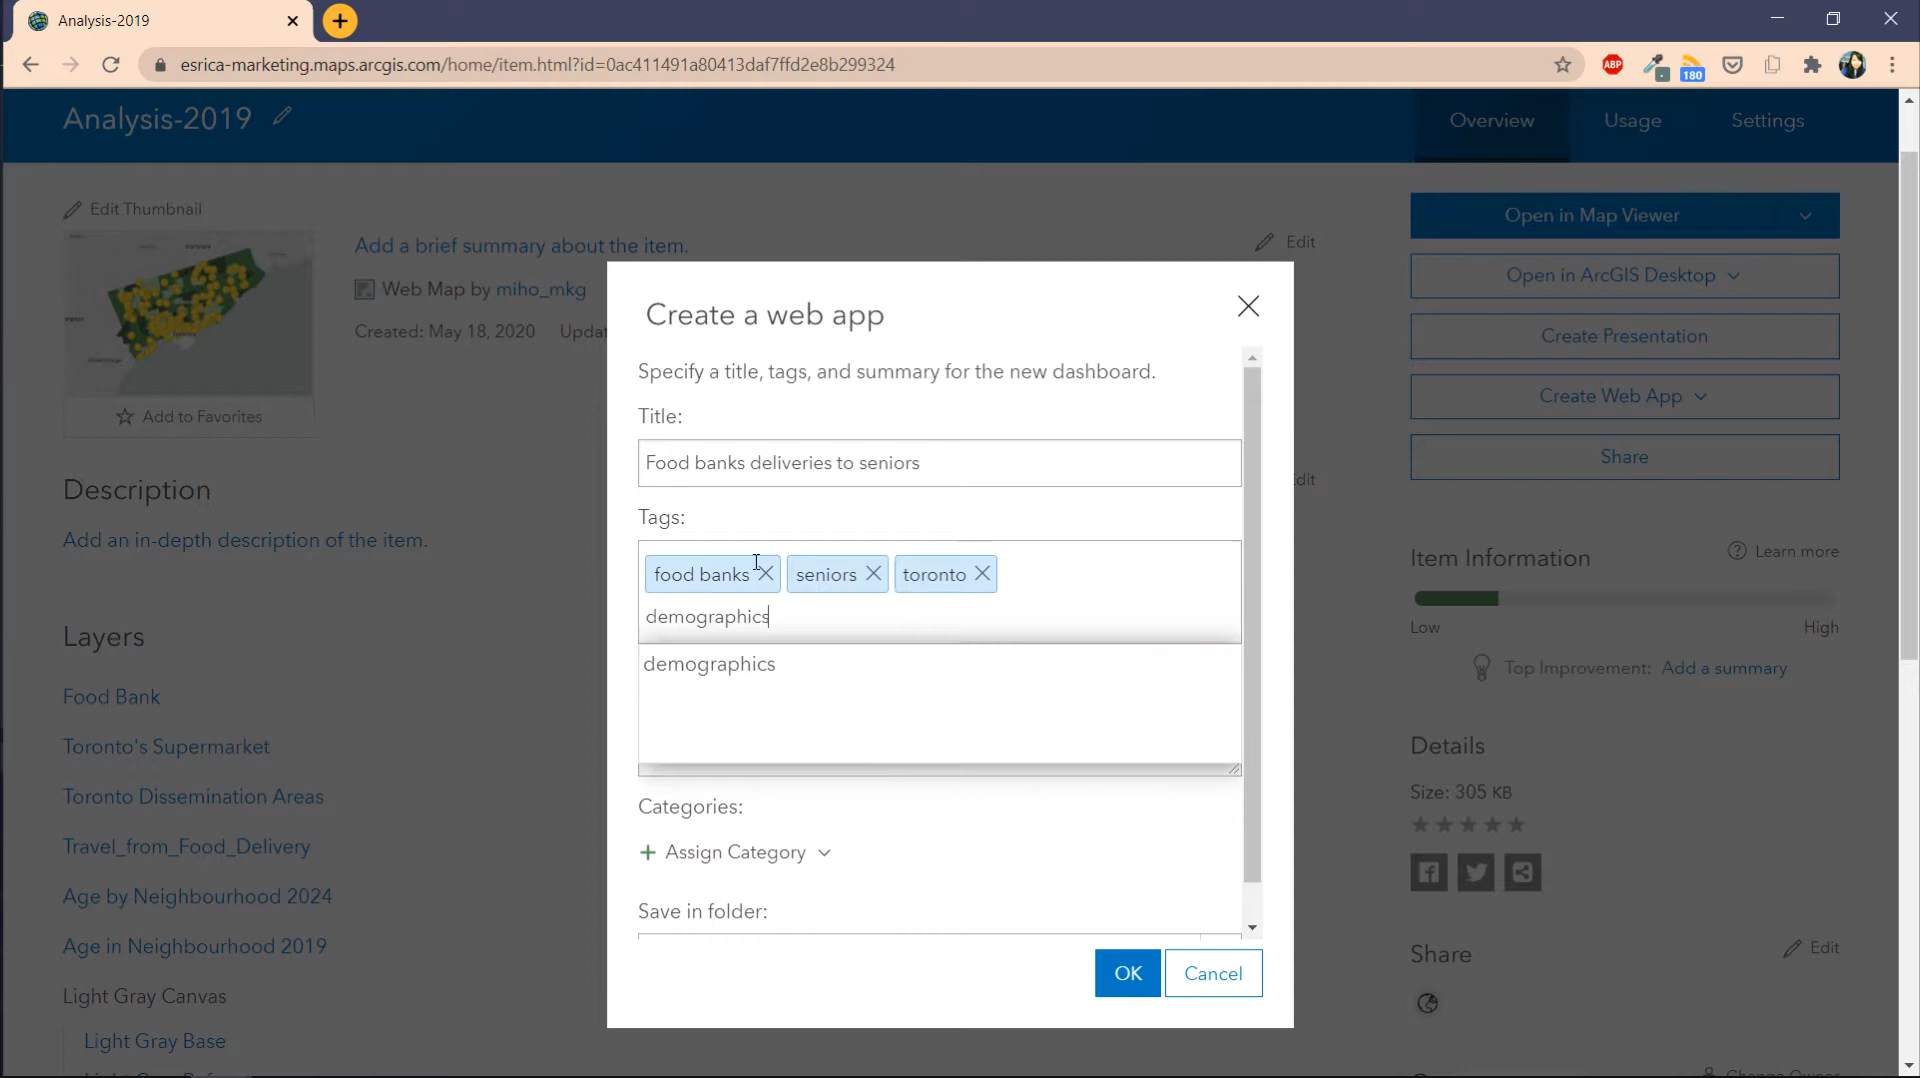 Analysis-2019
esrica-marketing.maps.arcgis.com/home/item.html?id=0ac411491a80413daf7ffd2e8b299324
ABP
180
Analysis-2019
Overview
Usage
Settings
Edit Thumbnail
Add a brief summary about the item.
Edit
Web Map by miho_mkg
Created: May 18, 2020
Add to Favorites
Description
Add an in-depth description of the item.
Layers
Food Bank
Toronto's Supermarket
Toronto Dissemination Areas
Travel_from_Food_Delivery
Age by Neighbourhood 2024
Age in Neighbourhood 2019
Light Gray Canvas
Light Gray Base
Create a web app
Specify a title, tags, and summary for the new dashboard.
Title:
Food banks deliveries to seniors
Tags:
food banks
seniors
toronto
demographics
demographics
Categories:
Assign Category
Save in folder:
OK
Cancel
Open in Map Viewer
Open in ArcGIS Desktop
Create Presentation
Create Web App
Share
Item Information
Learn more
Low
High
Top Improvement: Add a summary
Details
Size: 305 KB
Share
Edit
Change Owner